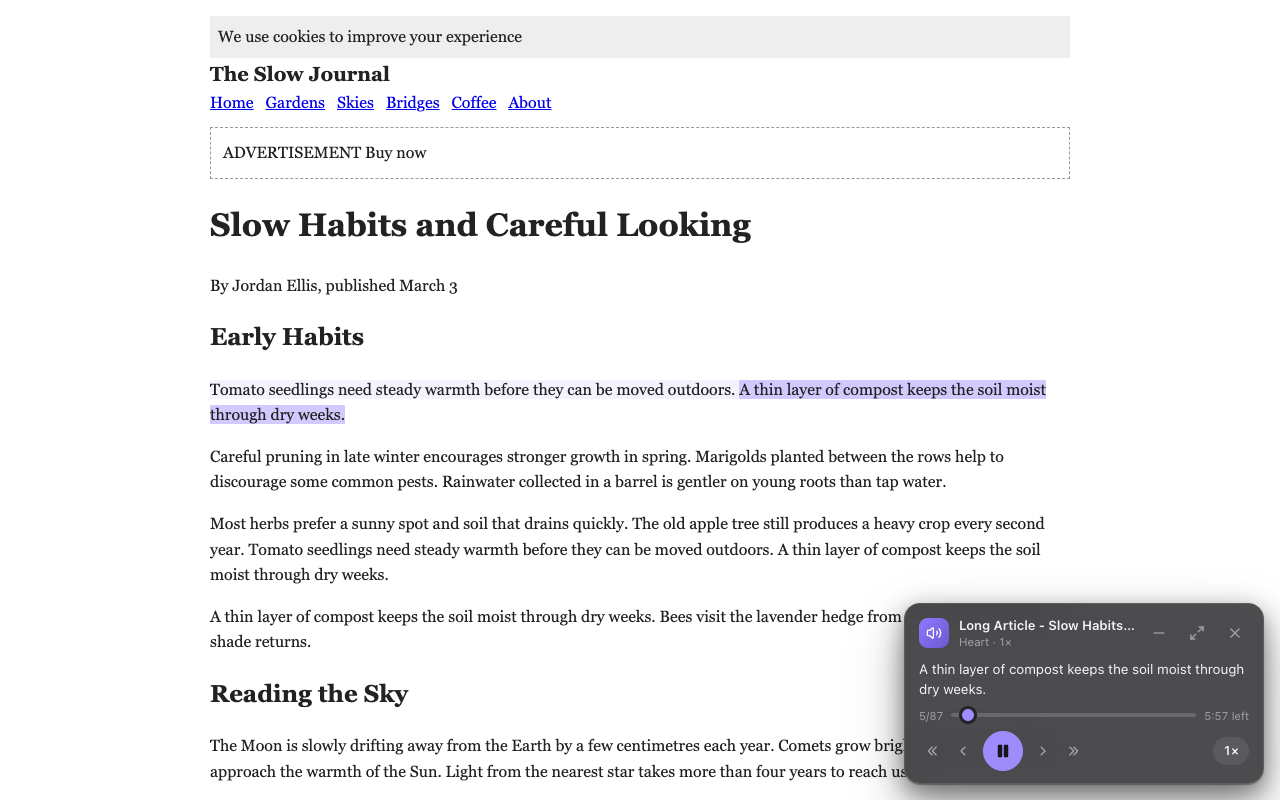 We use cookies to improve your experience
The Slow Journal
Home Gardens Skies Bridges Coffee About
ADVERTISEMENT Buy now
Slow Habits and Careful Looking
By Jordan Ellis, published March 3
Early Habits
Tomato seedlings need steady warmth before they can be moved outdoors. A thin layer of compost keeps the soil moist
through dry weeks.
Careful pruning in late winter encourages stronger growth in spring. Marigolds planted between the rows help to
discourage some common pests. Rainwater collected in a barrel is gentler on young roots than tap water.
Most herbs prefer a sunny spot and soil that drains quickly. The old apple tree still produces a heavy crop every second
year. Tomato seedlings need steady warmth before they can be moved outdoors. A thin layer of compost keeps the soil
moist through dry weeks.
A thin layer of compost keeps the soil moist through dry weeks. Bees visit the lavender hedge from
shade returns.
Reading the Sky
The Moon is slowly drifting away from the Earth by a few centimetres each year. Comets grow
approach the warmth of the Sun. Light from the nearest star takes more than four years to reach us
Long Article - Slow Habits...
Heart · 1×
A thin layer of compost keeps the soil moist through
dry weeks.
5/87 5:57 left
1×